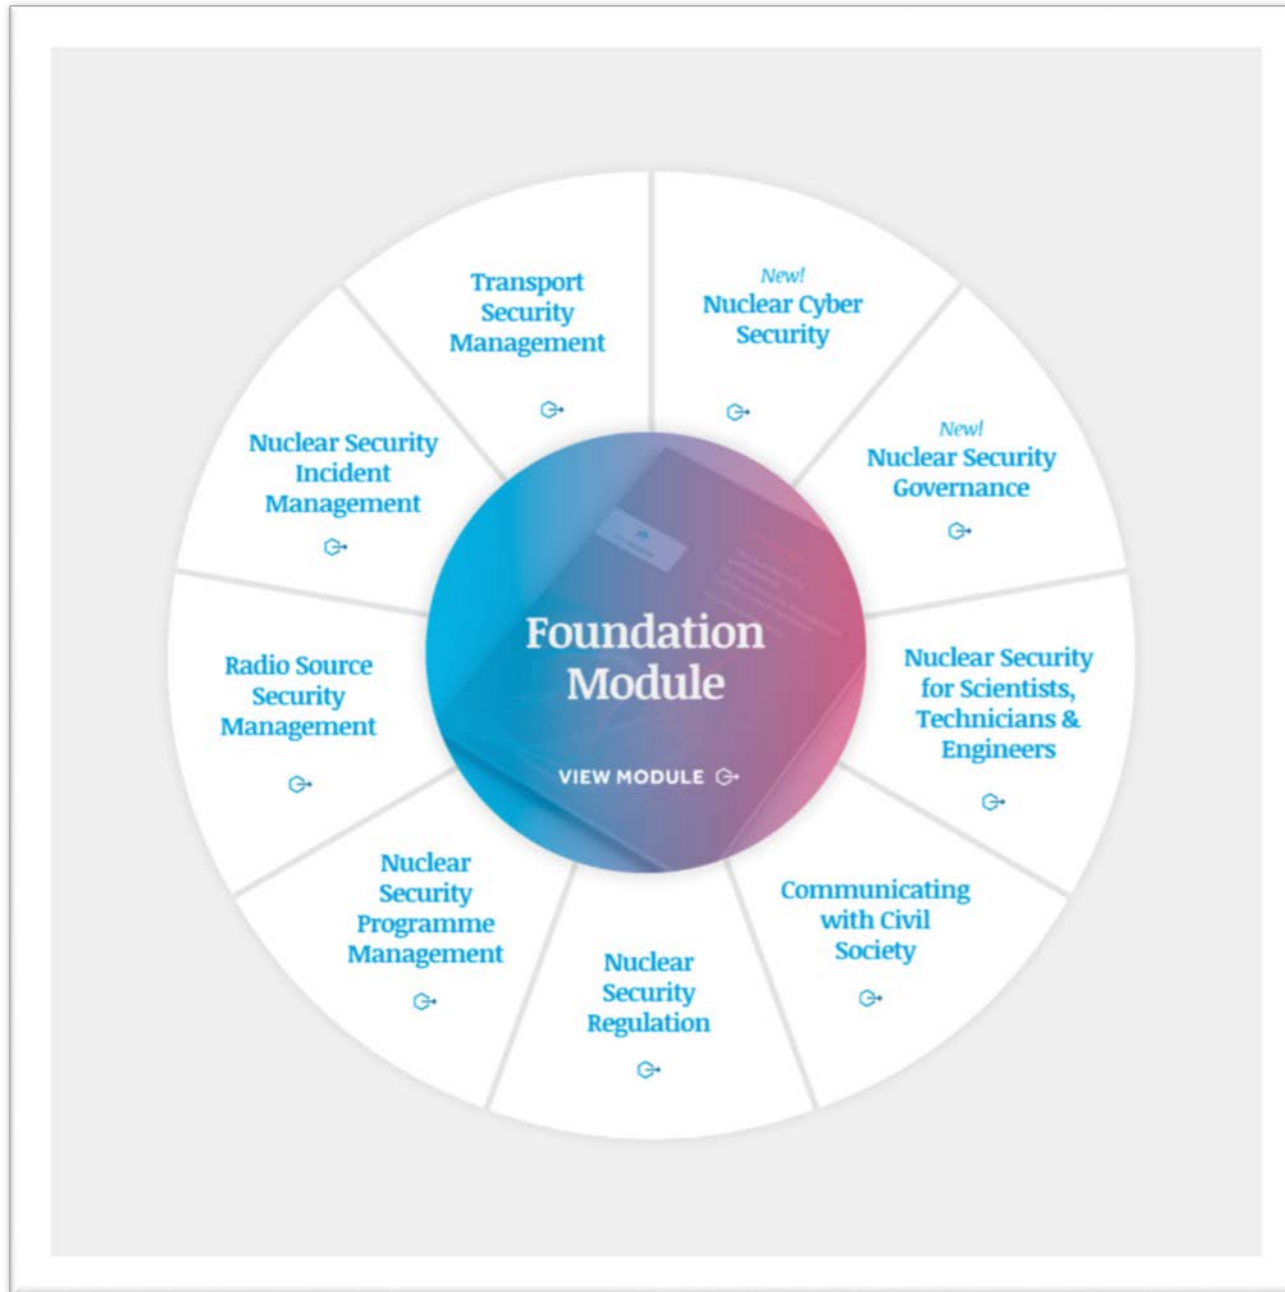 Transport
Security
Management
New!
Nuclear Cyber
Security
New!
Nuclear Security
Governance
Nuclear Security
for Scientists,
Technicians &
Engineers
Communicating
with Civil
Society
Nuclear
Security
Regulation
Nuclear
Security
Programme
Management
Radio Source
Security
Management
Nuclear Security
Incident
Management
Foundation
Module
VIEW MODULE